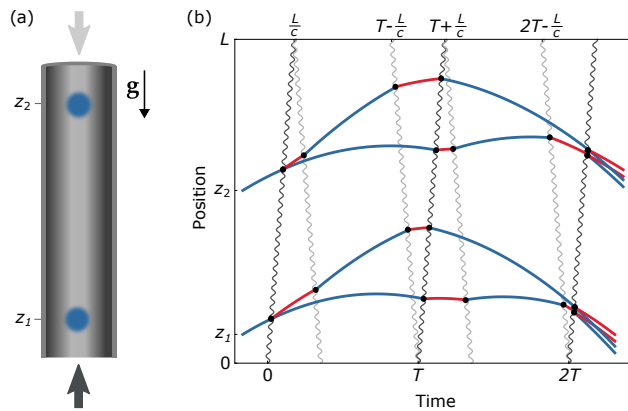 (a)
g
z₂
z₁
(b)
L/c
T-L/c
T+L/c
2T-L/c
L
Position
z₂
z₁
0
0
T
2T
Time